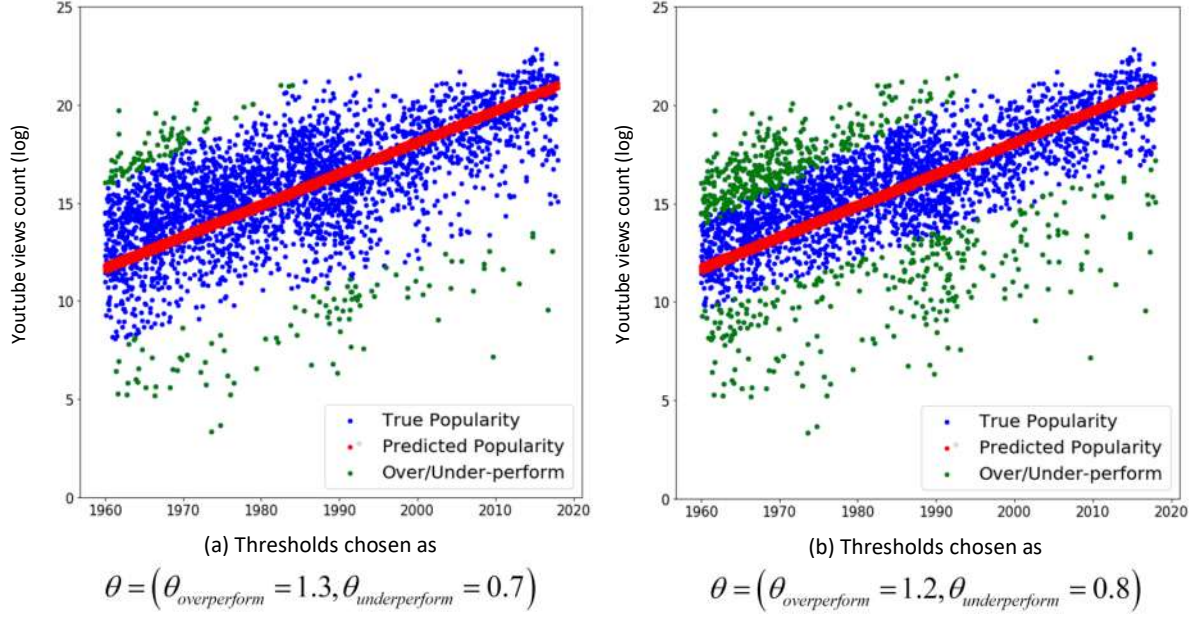 25
20
15
10
5
0
Youtube views count (log)
True Popularity
Predicted Popularity
Over/Under-perform
1960 1970 1980 1990 2000 2010 2020
(a) Thresholds chosen as
θ = (θoverperform = 1.3, θunderperform = 0.7)
25
20
15
10
5
0
Youtube views count (log)
True Popularity
Predicted Popularity
Over/Under-perform
1960 1970 1980 1990 2000 2010 2020
(b) Thresholds chosen as
θ = (θoverperform = 1.2, θunderperform = 0.8)